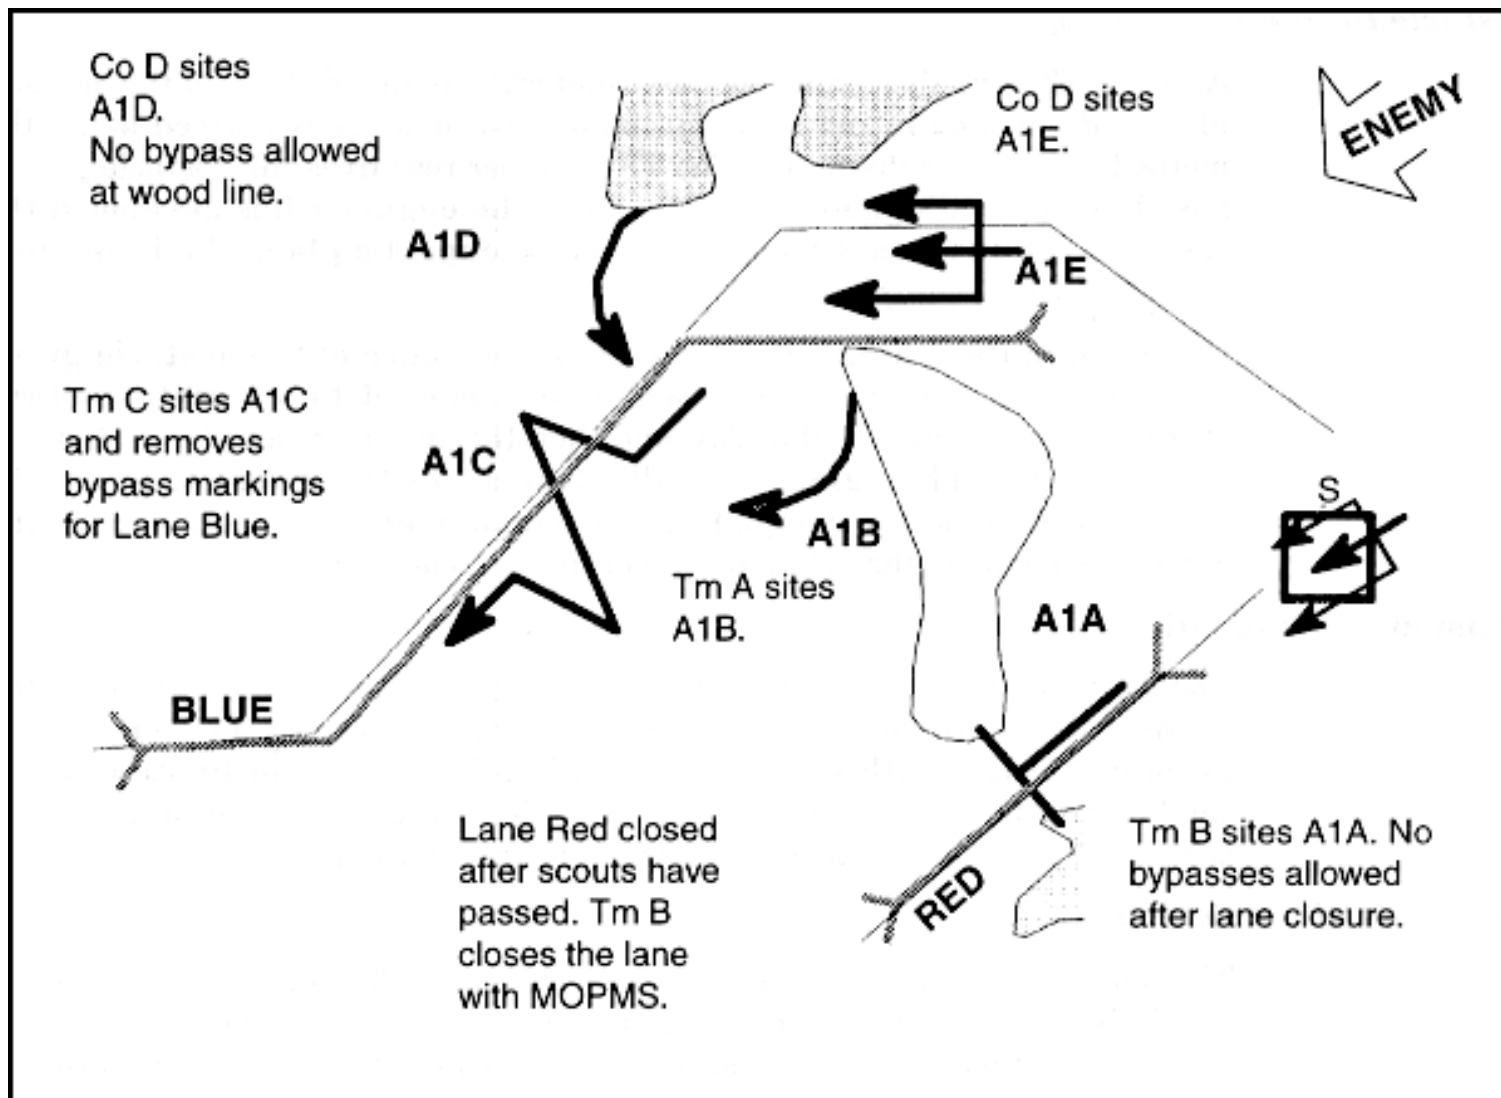 Co D sites
A1D.
No bypass allowed
at wood line.
Co D sites
A1E.
ENEMY
A1D
A1E
Tm C sites A1C
and removes
bypass markings
for Lane Blue.
A1C
A1B
Tm A sites
A1B.
S
A1A
BLUE
Lane Red closed
after scouts have
passed. Tm B
closes the lane
with MOPMS.
RED
Tm B sites A1A. No
bypasses allowed
after lane closure.